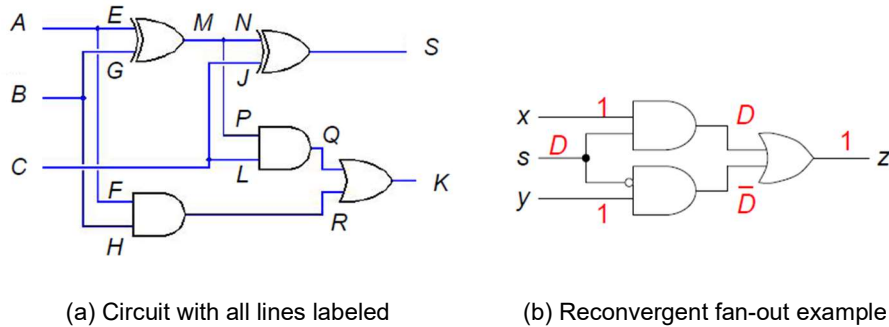 A E M N S
G J
B
P Q
C
L K
F
H R
x 1 D
s D 1 z
y 1 D̅
(a) Circuit with all lines labeled
(b) Reconvergent fan-out example